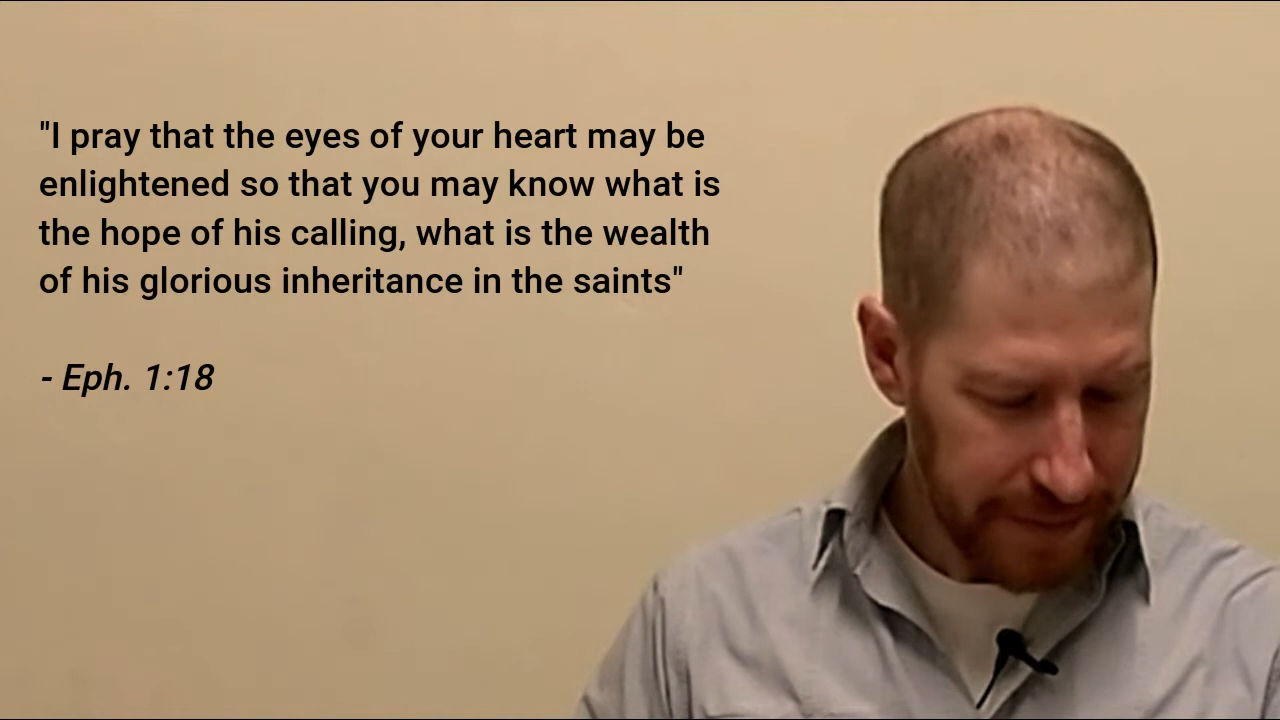 "I pray that the eyes of your heart may be
enlightened so that you may know what is
the hope of his calling, what is the wealth
of his glorious inheritance in the saints"
- Eph. 1:18